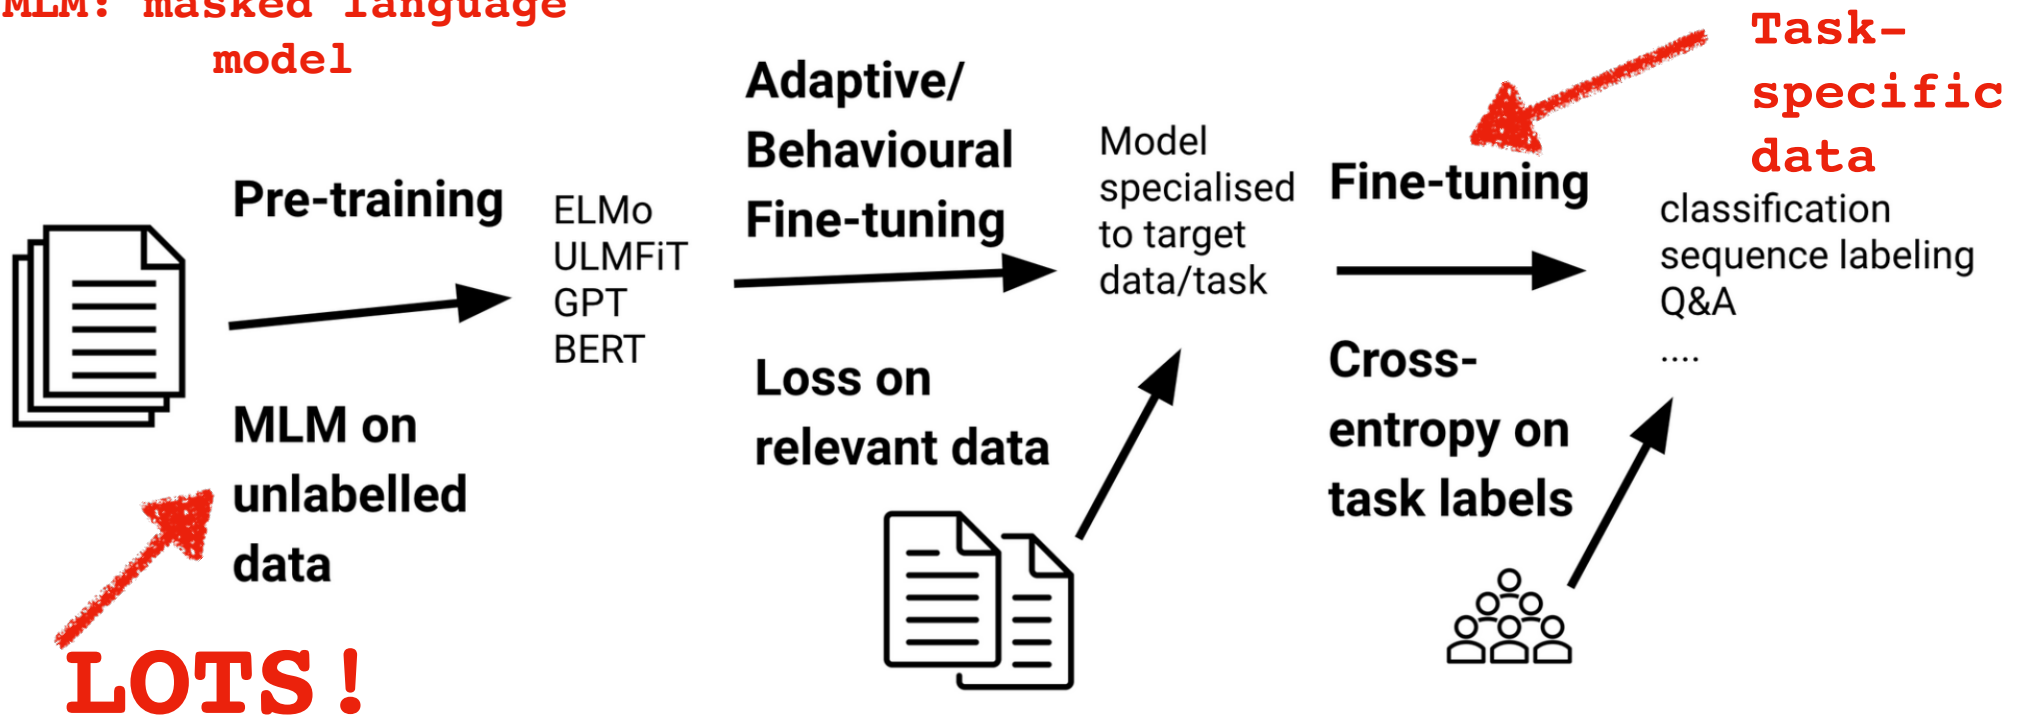 MLM: masked language
model
Pre-training
MLM on
unlabelled
data
LOTS!
ELMo
ULMFiT
GPT
BERT
Adaptive/
Behavioural
Fine-tuning
Loss on
relevant data
Model
specialised
to target
data/task
Fine-tuning
Cross-
entropy on
task labels
Task-
specific
data
classification
sequence labeling
Q&A
....